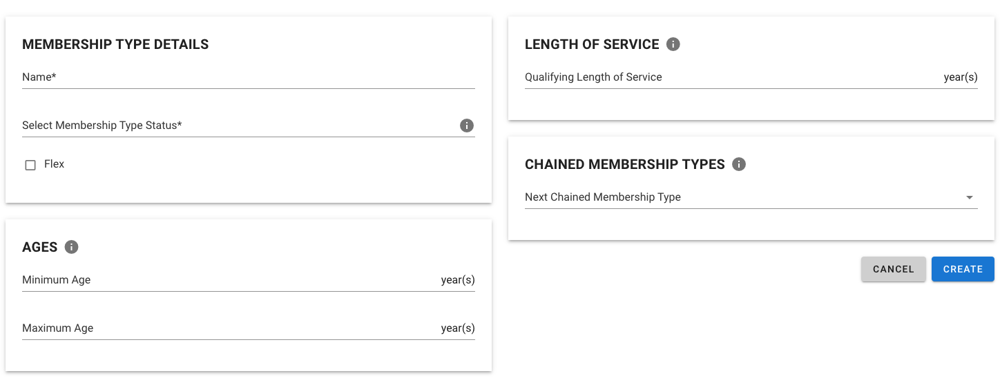 MEMBERSHIP TYPE DETAILS
Name*
Select Membership Type Status*
Flex
AGES
Minimum Age year(s)
Maximum Age year(s)
LENGTH OF SERVICE
Qualifying Length of Service year(s)
CHAINED MEMBERSHIP TYPES
Next Chained Membership Type
CANCEL CREATE